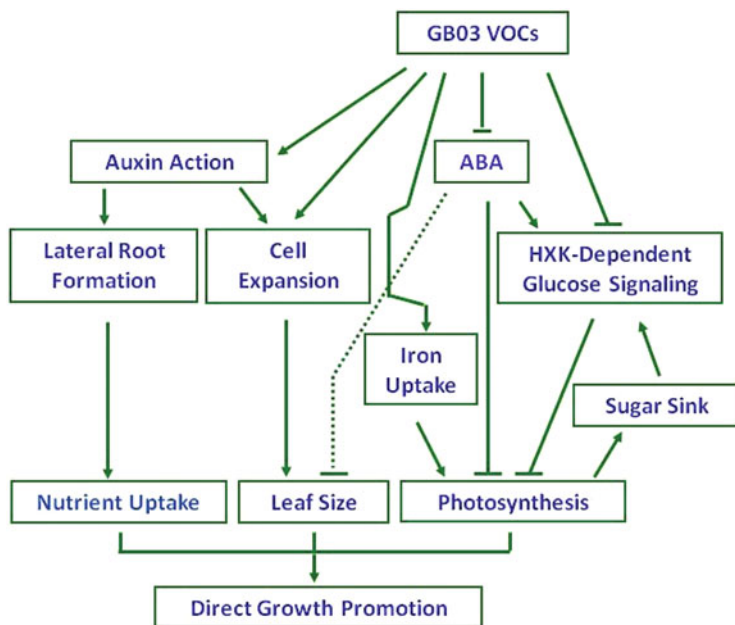 GB03 VOCs
Auxin Action
ABA
Lateral Root
Formation
Cell
Expansion
HXK-Dependent
Glucose Signaling
Iron
Uptake
Sugar Sink
Nutrient Uptake
Leaf Size
Photosynthesis
Direct Growth Promotion